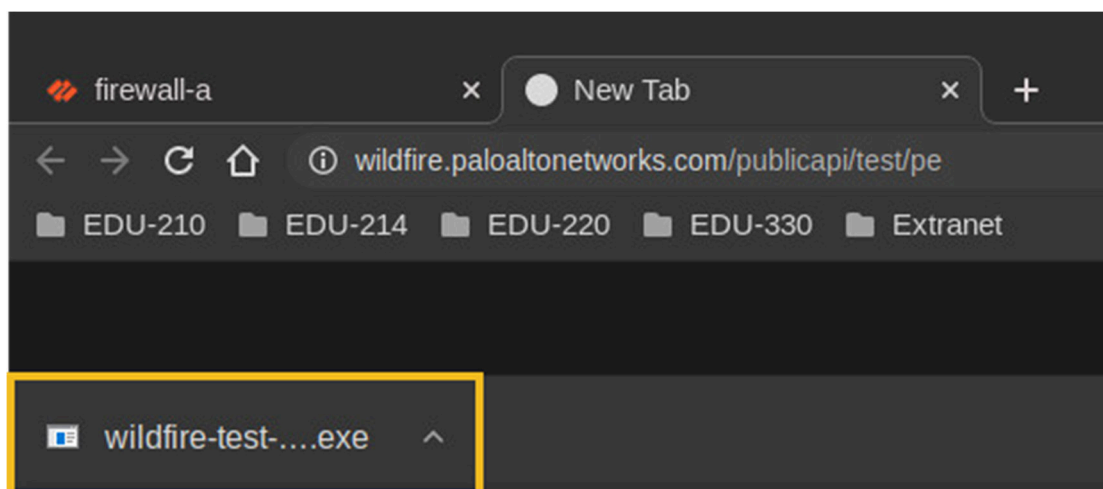 firewall-a New Tab
wildfire.paloaltonetworks.com/publicapi/test/pe
EDU-210 EDU-214 EDU-220 EDU-330 Extranet
wildfire-test-....exe